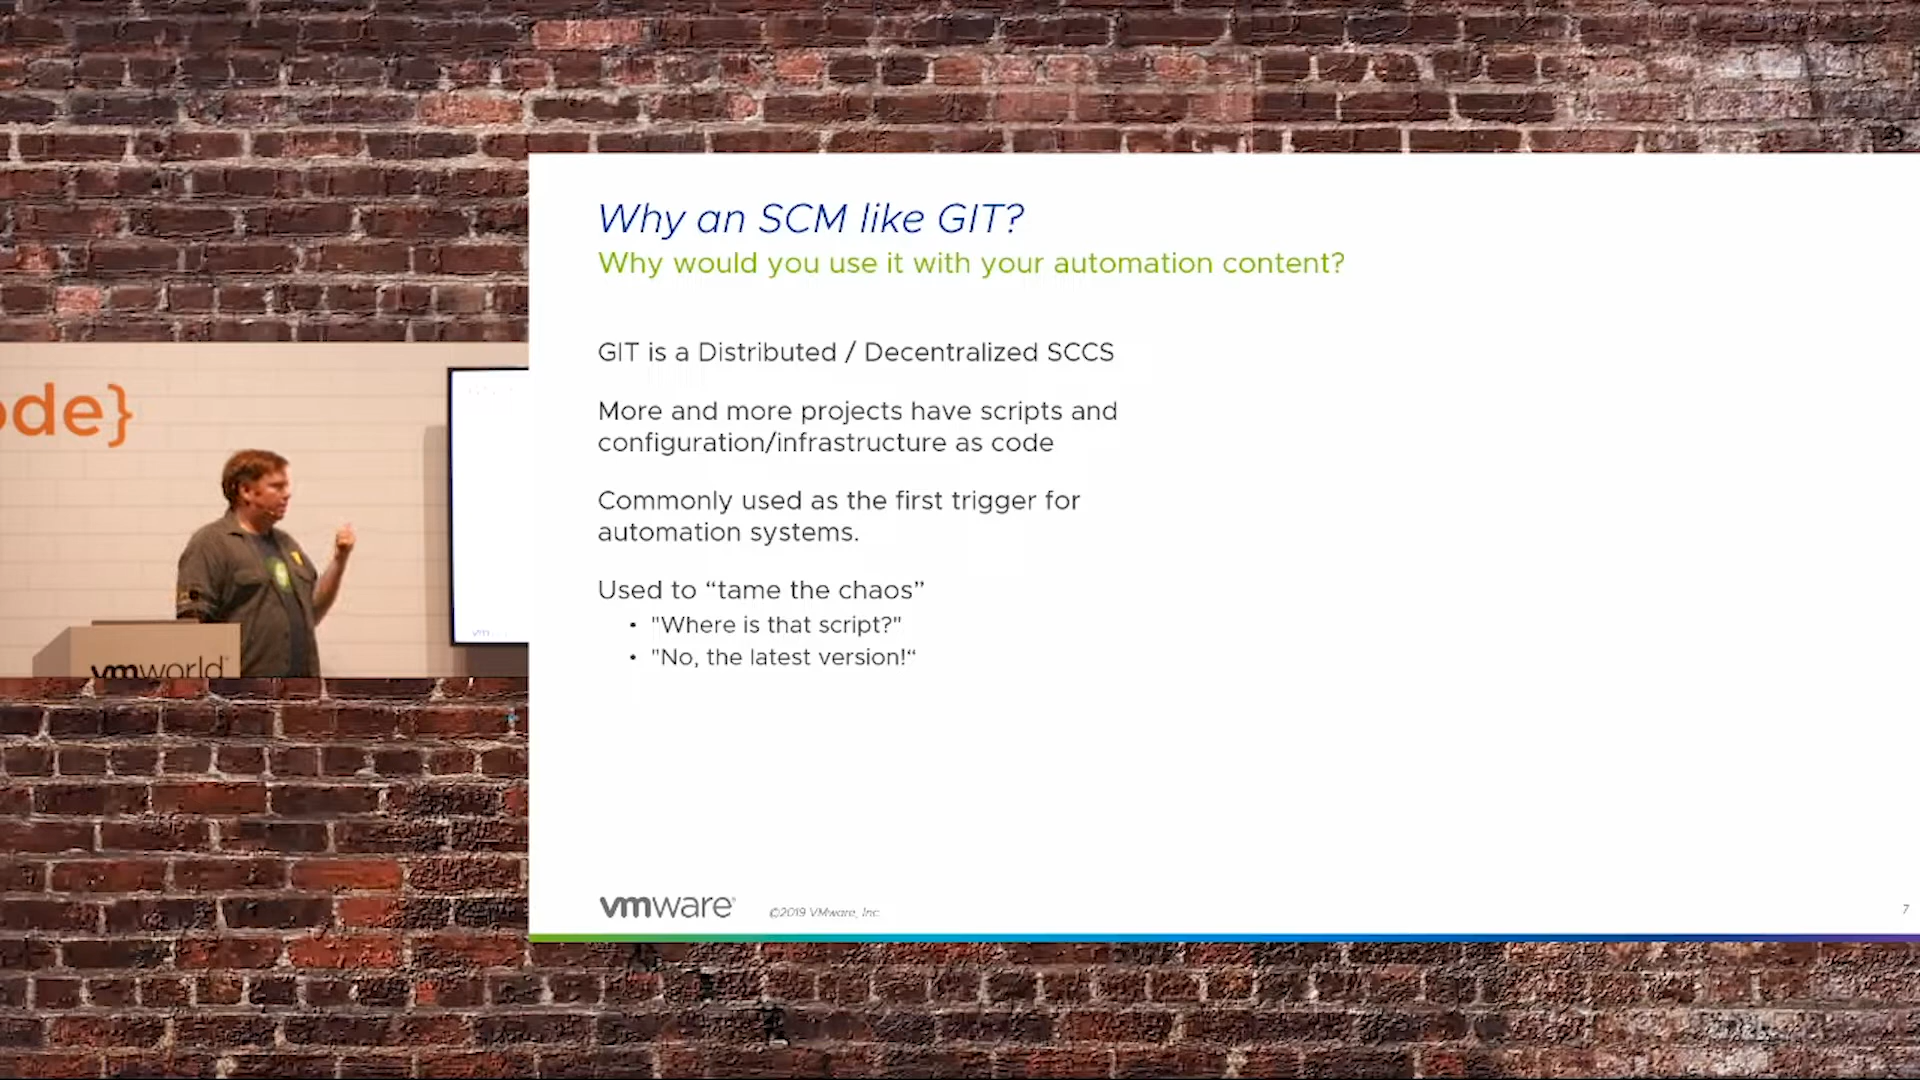 Why an SCM like GIT?
Why would you use it with your automation content?
GIT is a Distributed / Decentralized SCCS
More and more projects have scripts and
configuration/infrastructure as code
Commonly used as the first trigger for
automation systems.
Used to “tame the chaos”
• "Where is that script?"
• "No, the latest version!“
vmware®
©2019 VMware, Inc.
7
ode}
vmworld®
vm